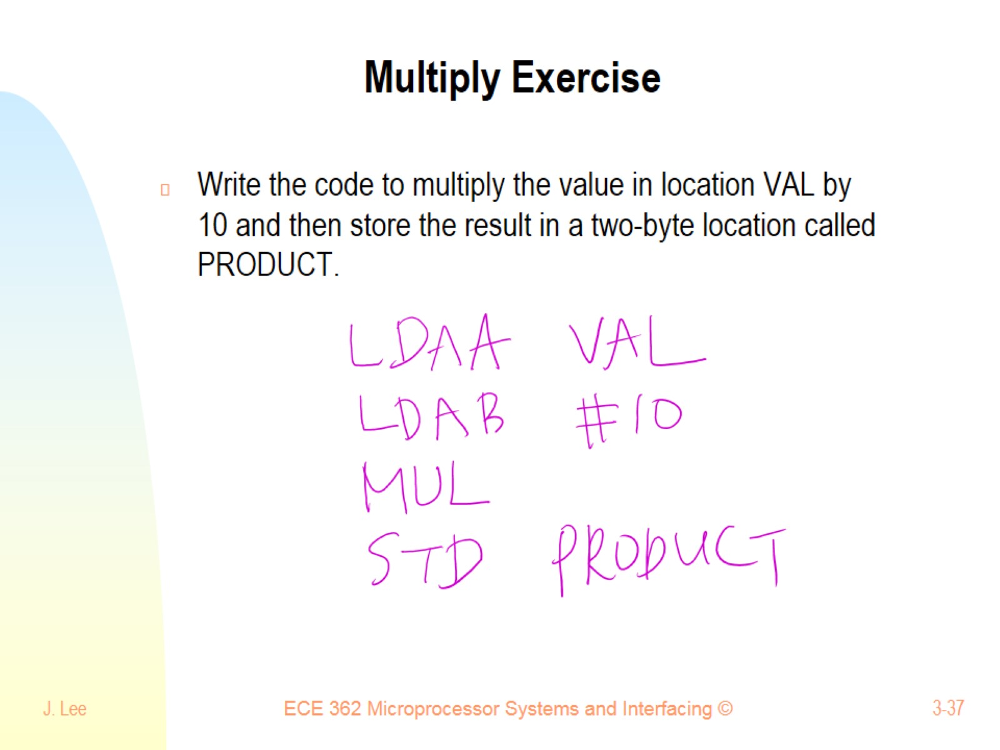 Multiply Exercise
Write the code to multiply the value in location VAL by
10 and then store the result in a two-byte location called
PRODUCT.
LDAA VAL
LDAB #10
MUL
STD PRODUCT
J. Lee
ECE 362 Microprocessor Systems and Interfacing ©
3-37